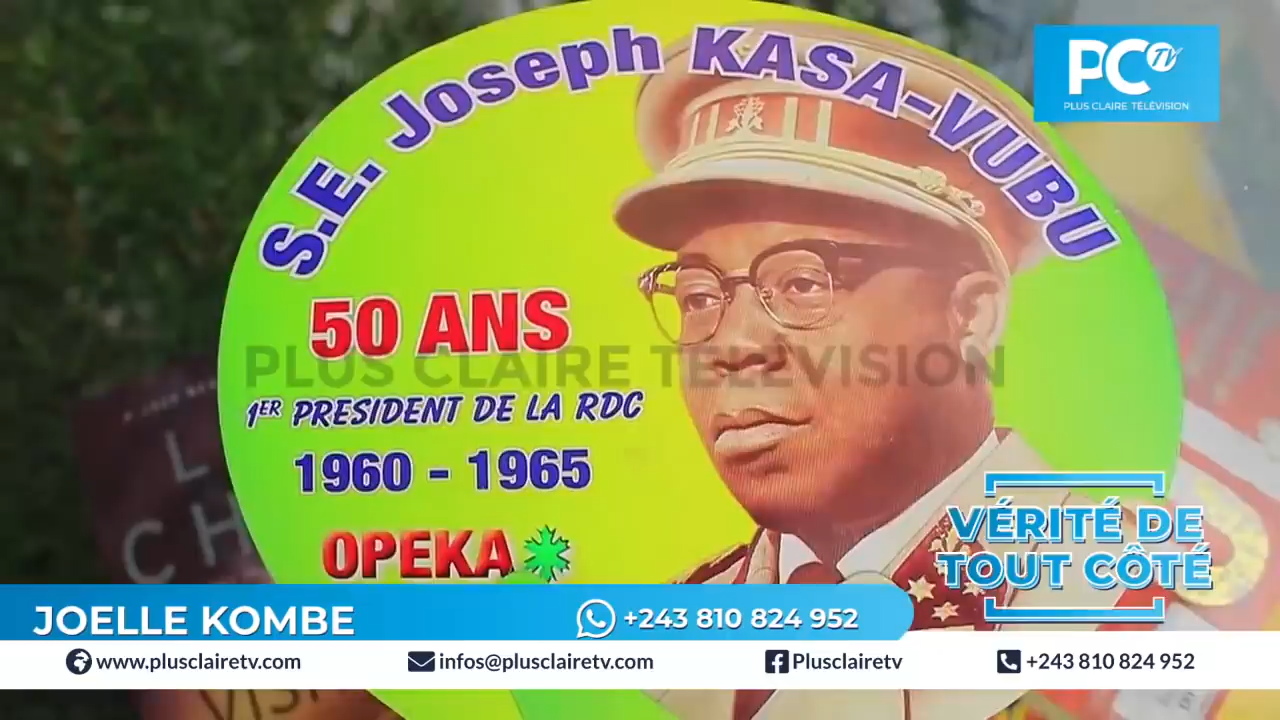 S.E. Joseph KASA-VUBU
PC TV
PLUS CLAIRE TÉLÉVISION
50 ANS
PLUS CLAIRE TÉLÉVISION
1ER PRESIDENT DE LA RDC
1960 - 1965
OPEKA
VÉRITÉ DE
TOUT CÔTÉ
JOELLE KOMBE
+243 810 824 952
www.plusclairetv.com
infos@plusclairetv.com
Plusclairetv
+243 810 824 952